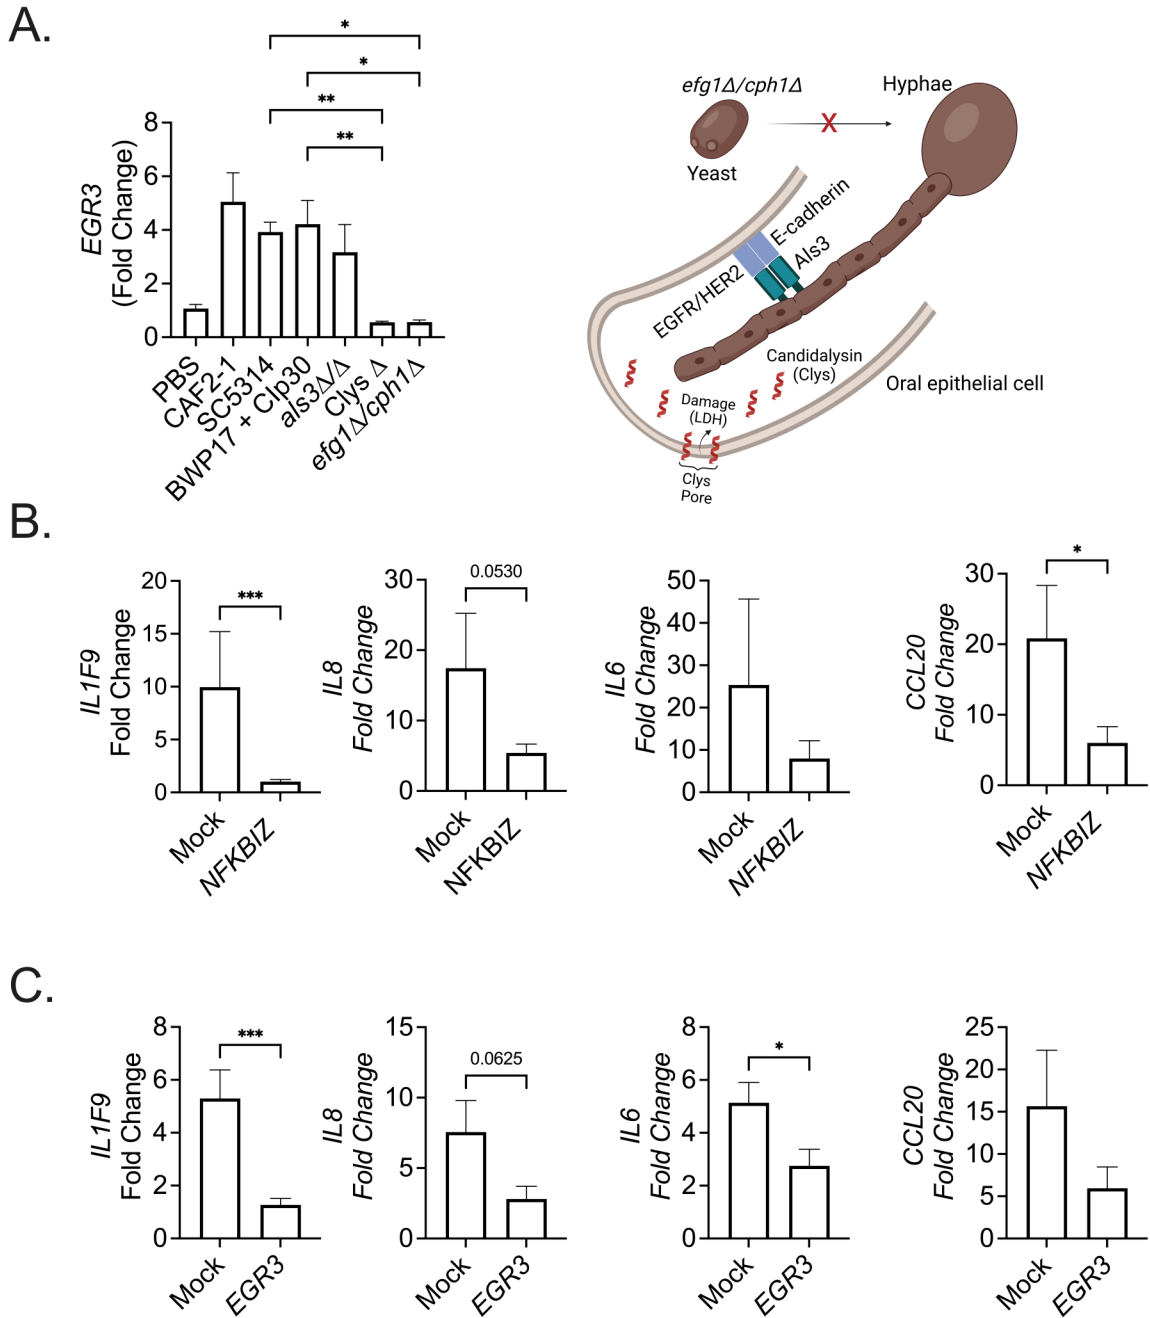 A.
*
*
**
**
EGR3
(Fold Change)
8
6
4
2
0
PBS
CAF2-1
SC5314
BWP17 + CIp30
als3Δ/Δ
Clys Δ
efg1Δ/cph1Δ
efg1Δ/cph1Δ
Hyphae
X
Yeast
E-cadherin
Als3
EGFR/HER2
Candidalysin
(Clys)
Oral epithelial cell
Damage
(LDH)
Clys
Pore
B.
IL1F9
Fold Change
20
15
10
5
0
***
Mock
NFKBIZ
IL8
Fold Change
30
20
10
0
0.0530
Mock
NFKBIZ
IL6
Fold Change
50
40
30
20
10
0
Mock
NFKBIZ
CCL20
Fold Change
30
20
10
0
*
Mock
NFKBIZ
C.
IL1F9
Fold Change
8
6
4
2
0
***
Mock
EGR3
IL8
Fold Change
15
10
5
0
0.0625
Mock
EGR3
IL6
Fold Change
8
6
4
2
0
*
Mock
EGR3
CCL20
Fold Change
25
20
15
10
5
0
Mock
EGR3